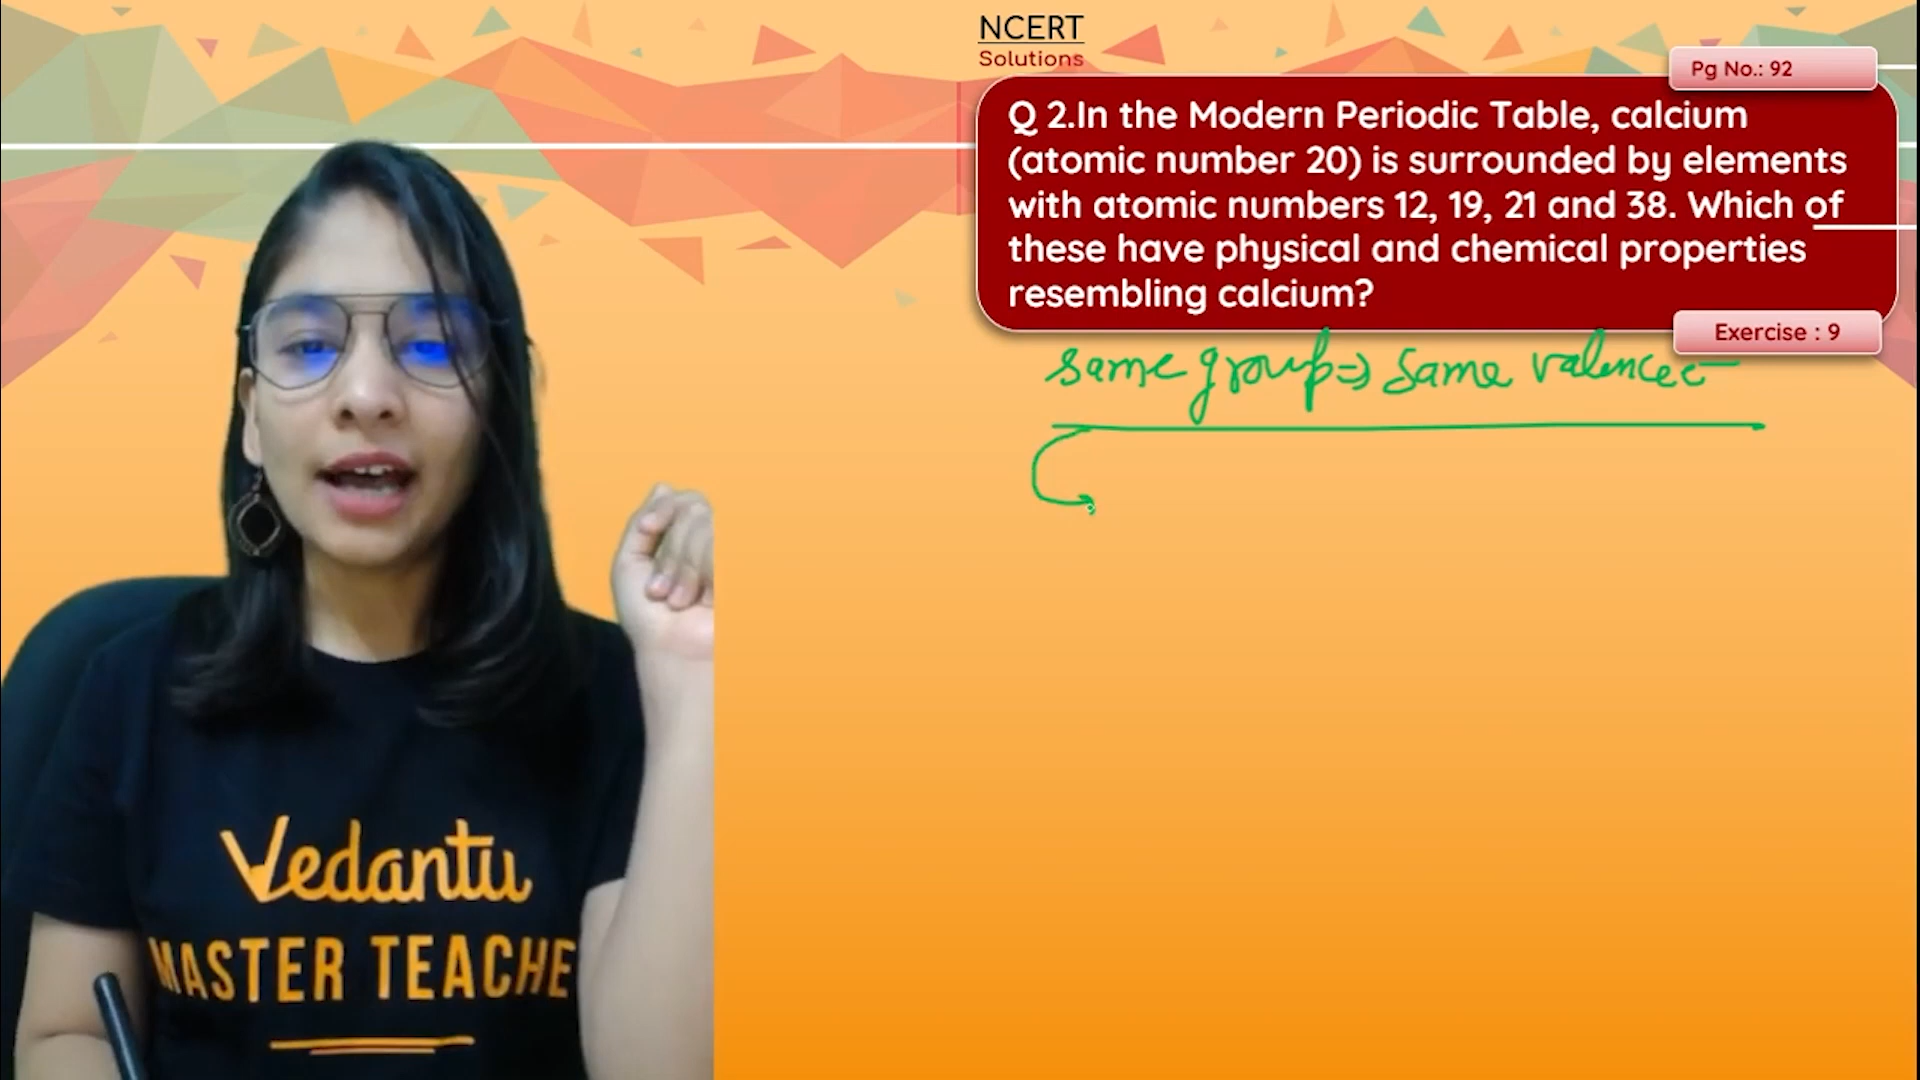 NCERT
Solutions
Pg No.: 92
Q 2.In the Modern Periodic Table, calcium
(atomic number 20) is surrounded by elements
with atomic numbers 12, 19, 21 and 38. Which of
these have physical and chemical properties
resembling calcium?
Exercise : 9
same group => same valence e-
Vedantu
MASTER TEACHE